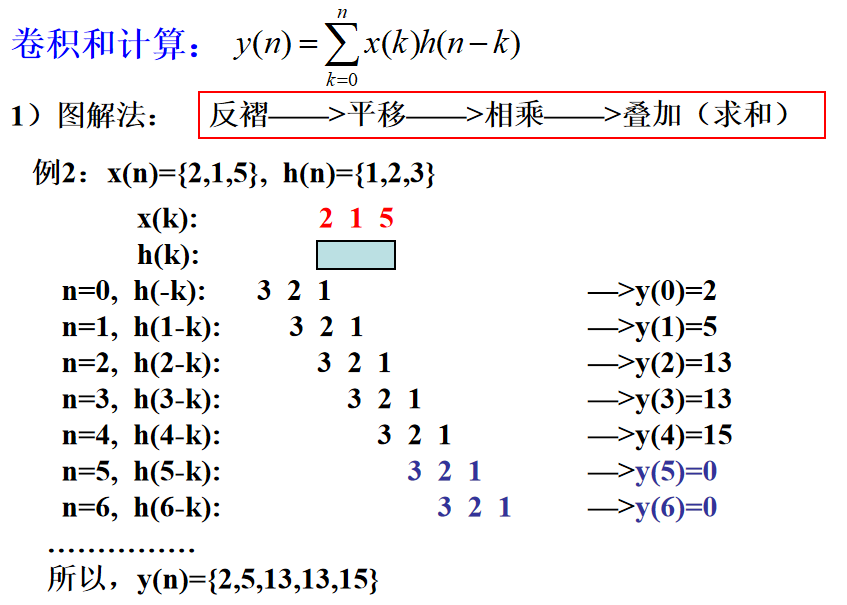 卷积和计算： y(n) = \sum_{k=0}^{n} x(k)h(n − k)
1）图解法： 反褶——>平移——>相乘——>叠加（求和）
例2：x(n)={2,1,5}, h(n)={1,2,3}
x(k): 2 1 5
h(k):
n=0, h(-k): 3 2 1 —>y(0)=2
n=1, h(1-k): 3 2 1 —>y(1)=5
n=2, h(2-k): 3 2 1 —>y(2)=13
n=3, h(3-k): 3 2 1 —>y(3)=13
n=4, h(4-k): 3 2 1 —>y(4)=15
n=5, h(5-k): 3 2 1 —>y(5)=0
n=6, h(6-k): 3 2 1 —>y(6)=0
……………
所以，y(n)={2,5,13,13,15}